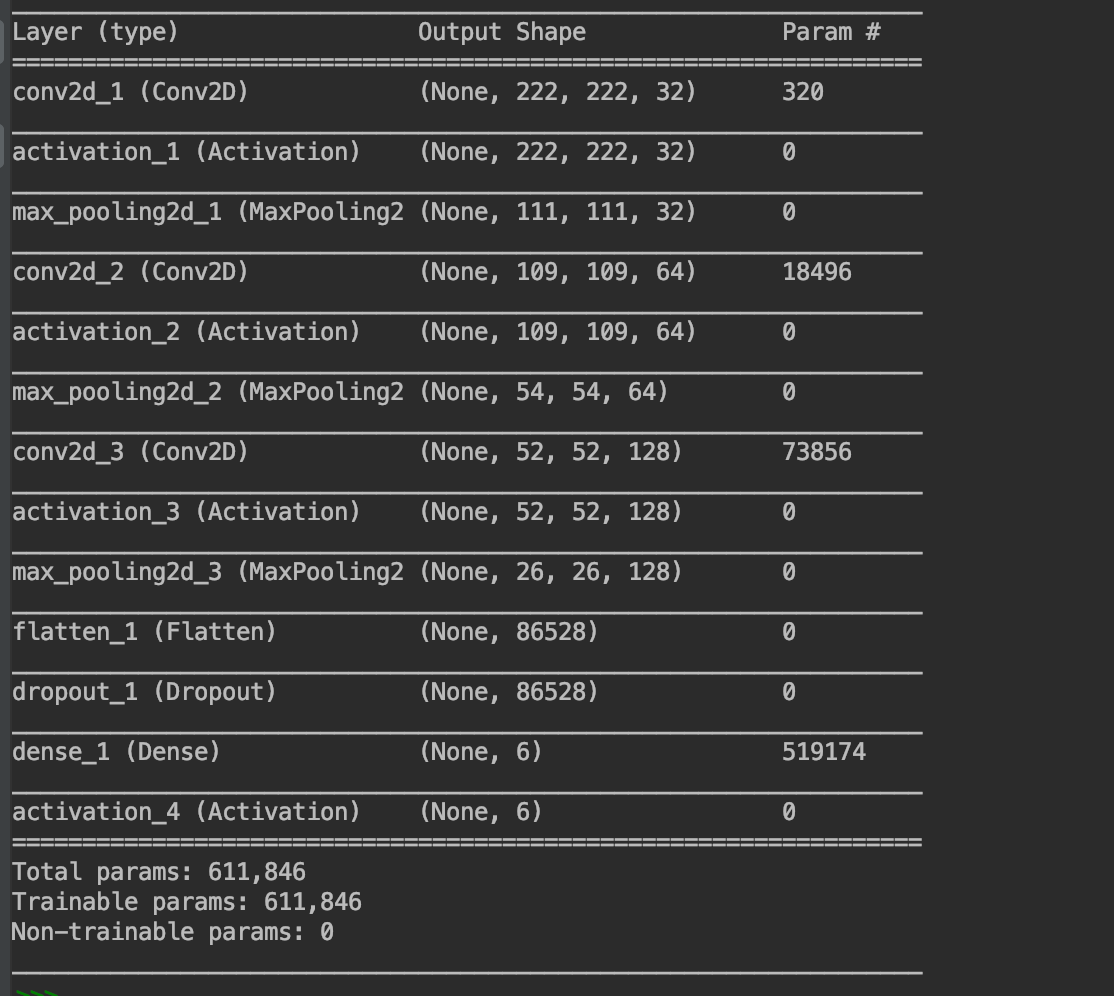 Layer (type) Output Shape Param #
conv2d_1 (Conv2D) (None, 222, 222, 32) 320
activation_1 (Activation) (None, 222, 222, 32) 0
max_pooling2d_1 (MaxPooling2 (None, 111, 111, 32) 0
conv2d_2 (Conv2D) (None, 109, 109, 64) 18496
activation_2 (Activation) (None, 109, 109, 64) 0
max_pooling2d_2 (MaxPooling2 (None, 54, 54, 64) 0
conv2d_3 (Conv2D) (None, 52, 52, 128) 73856
activation_3 (Activation) (None, 52, 52, 128) 0
max_pooling2d_3 (MaxPooling2 (None, 26, 26, 128) 0
flatten_1 (Flatten) (None, 86528) 0
dropout_1 (Dropout) (None, 86528) 0
dense_1 (Dense) (None, 6) 519174
activation_4 (Activation) (None, 6) 0
Total params: 611,846
Trainable params: 611,846
Non-trainable params: 0